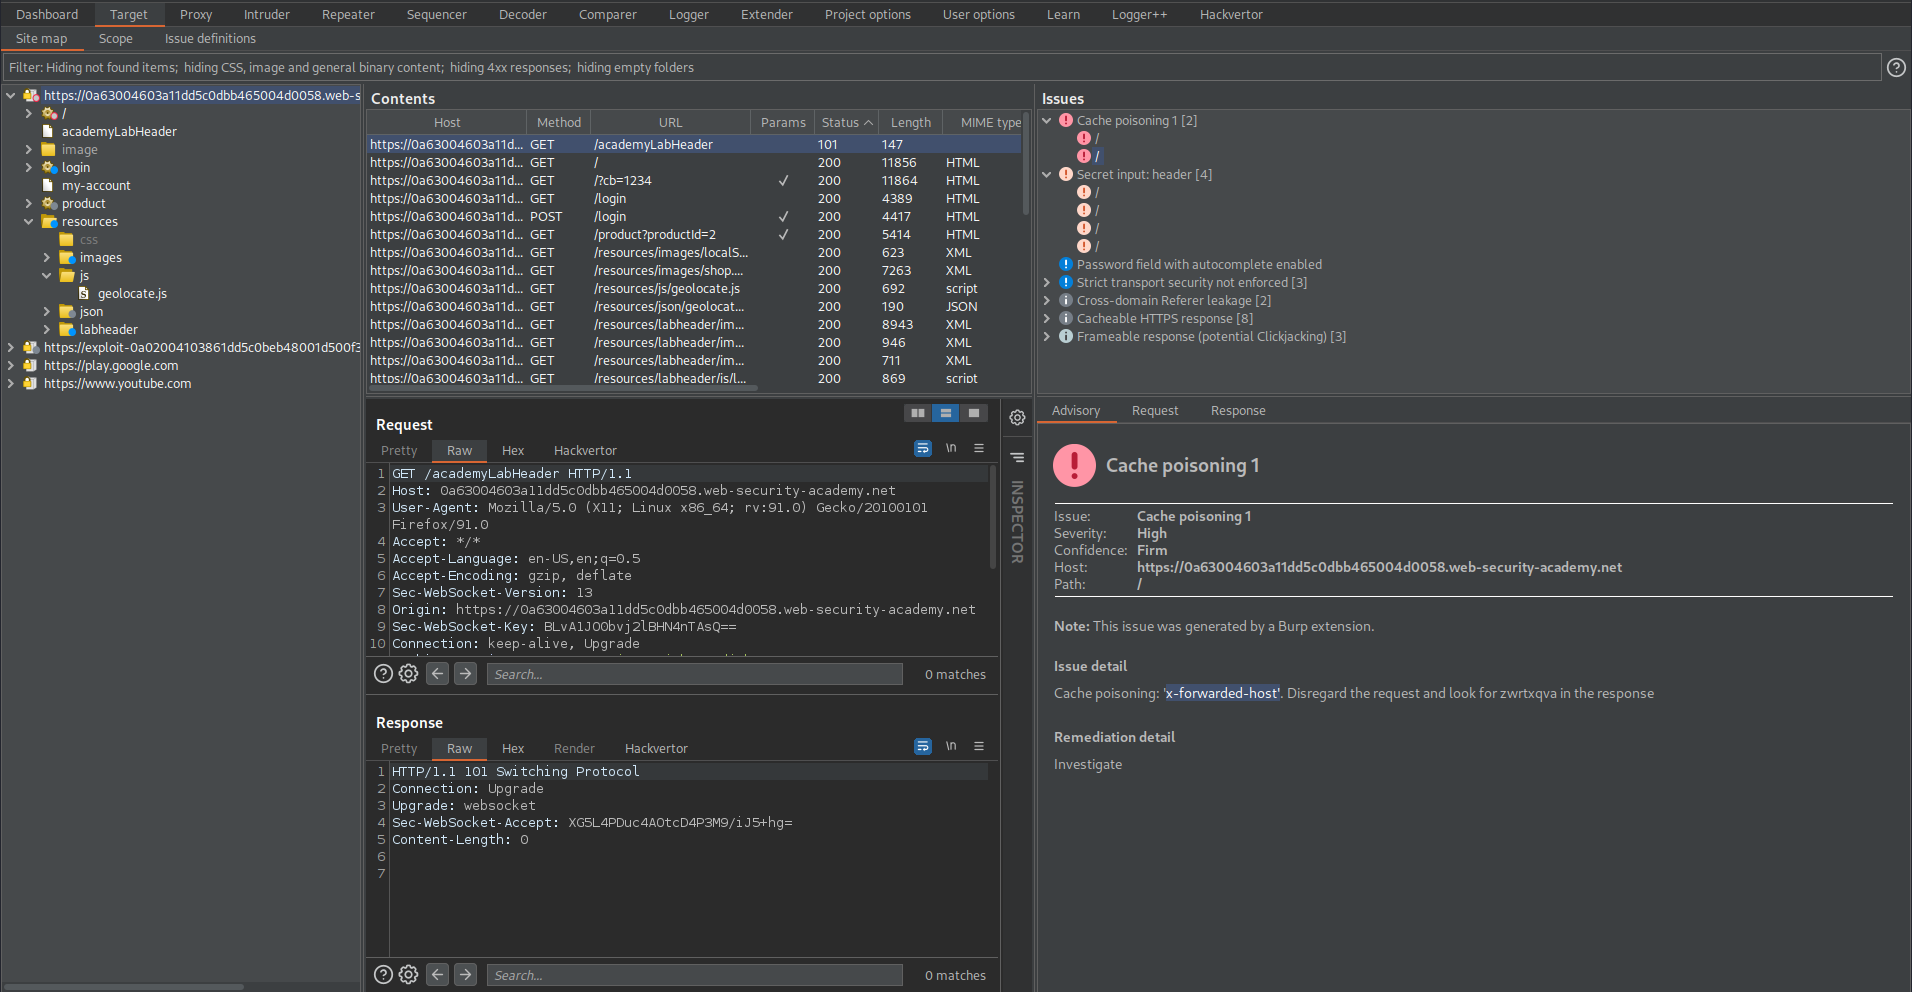 Dashboard Target Proxy Intruder Repeater Sequencer Decoder Comparer Logger Extender Project options User options Learn Logger++ Hackvertor
Site map Scope Issue definitions
Filter: Hiding not found items; hiding CSS, image and general binary content; hiding 4xx responses; hiding empty folders
https://0a63004603a11dd5c0dbb465004d0058.web-s
/
academyLabHeader
image
login
my-account
product
resources
css
images
js
geolocate.js
json
labheader
https://exploit-0a02004103861dd5c0beb48001d500f3
https://play.google.com
https://www.youtube.com
Contents
Host Method URL Params Status Length MIME type
https://0a63004603a11d... GET /academyLabHeader 101 147
https://0a63004603a11d... GET / 200 11856 HTML
https://0a63004603a11d... GET /?cb=1234 ✓ 200 11864 HTML
https://0a63004603a11d... GET /login 200 4389 HTML
https://0a63004603a11d... POST /login ✓ 200 4417 HTML
https://0a63004603a11d... GET /product?productId=2 ✓ 200 5414 HTML
https://0a63004603a11d... GET /resources/images/localS... 200 623 XML
https://0a63004603a11d... GET /resources/images/shop.... 200 7263 XML
https://0a63004603a11d... GET /resources/js/geolocate.js 200 692 script
https://0a63004603a11d... GET /resources/json/geolocat... 200 190 JSON
https://0a63004603a11d... GET /resources/labheader/im... 200 8943 XML
https://0a63004603a11d... GET /resources/labheader/im... 200 946 XML
https://0a63004603a11d... GET /resources/labheader/im... 200 711 XML
https://0a63004603a11d... GET /resources/labheader/js/l... 200 869 script
Request
Pretty Raw Hex Hackvertor \n
1 GET /academyLabHeader HTTP/1.1
2 Host: 0a63004603a11dd5c0dbb465004d0058.web-security-academy.net
3 User-Agent: Mozilla/5.0 (X11; Linux x86_64; rv:91.0) Gecko/20100101
Firefox/91.0
4 Accept: */*
5 Accept-Language: en-US,en;q=0.5
6 Accept-Encoding: gzip, deflate
7 Sec-WebSocket-Version: 13
8 Origin: https://0a63004603a11dd5c0dbb465004d0058.web-security-academy.net
9 Sec-WebSocket-Key: BLvA1JO0bvj2lBHN4nTAsQ==
10 Connection: keep-alive, Upgrade
Search... 0 matches
Response
Pretty Raw Hex Render Hackvertor \n
1 HTTP/1.1 101 Switching Protocol
2 Connection: Upgrade
3 Upgrade: websocket
4 Sec-WebSocket-Accept: XG5L4PDuc4AOtcD4P3M9/iJ5+hg=
5 Content-Length: 0
6
7
Search... 0 matches
INSPECTOR
Issues
Cache poisoning 1 [2]
/
/
Secret input: header [4]
/
/
/
/
Password field with autocomplete enabled
Strict transport security not enforced [3]
Cross-domain Referer leakage [2]
Cacheable HTTPS response [8]
Frameable response (potential Clickjacking) [3]
Advisory Request Response
Cache poisoning 1
Issue: Cache poisoning 1
Severity: High
Confidence: Firm
Host: https://0a63004603a11dd5c0dbb465004d0058.web-security-academy.net
Path: /
Note: This issue was generated by a Burp extension.
Issue detail
Cache poisoning: 'x-forwarded-host'. Disregard the request and look for zwrtxqva in the response
Remediation detail
Investigate